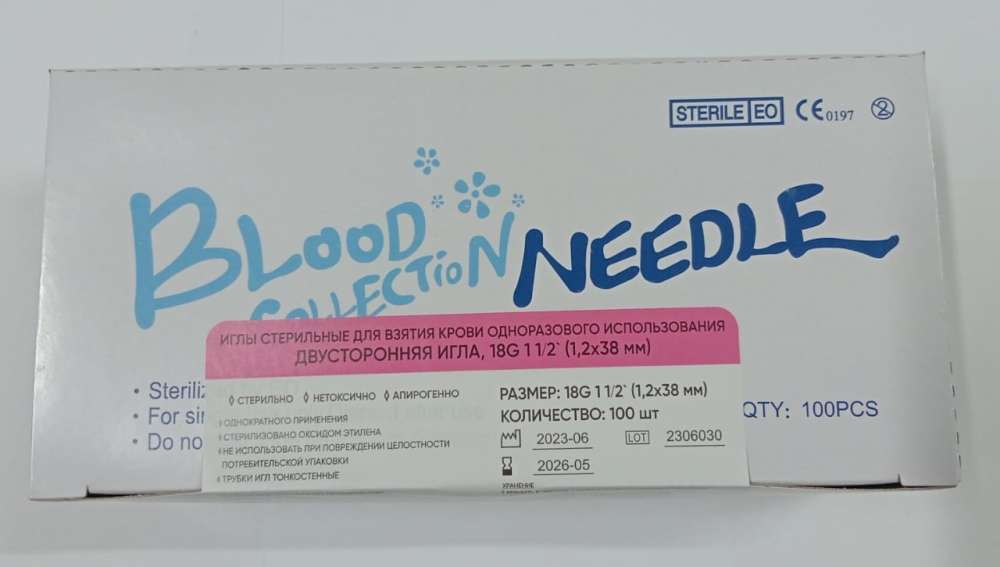 STERILE EO CE 0197
BLOOD
COLLECTION
NEEDLE
ИГЛЫ СТЕРИЛЬНЫЕ ДЛЯ ВЗЯТИЯ КРОВИ ОДНОРАЗОВОГО ИСПОЛЬЗОВАНИЯ
ДВУСТОРОННЯЯ ИГЛА, 18G 1 1/2` (1,2x38 мм)
• Steriliz
• For sin
• Do no
◊ СТЕРИЛЬНО ◊ НЕТОКСИЧНО ◊ АПИРОГЕННО
◊ ОДНОКРАТНОГО ПРИМЕНЕНИЯ
◊ СТЕРИЛИЗОВАНО ОКСИДОМ ЭТИЛЕНА
◊ НЕ ИСПОЛЬЗОВАТЬ ПРИ ПОВРЕЖДЕНИИ ЦЕЛОСТНОСТИ
ПОТРЕБИТЕЛЬСКОЙ УПАКОВКИ
◊ ТРУБКИ ИГЛ ТОНКОСТЕННЫЕ
РАЗМЕР: 18G 1 1/2` (1,2x38 мм)
КОЛИЧЕСТВО: 100 шт
2023-06 LOT 2306030
2026-05
ХРАНЕНИЕ
QTY: 100PCS